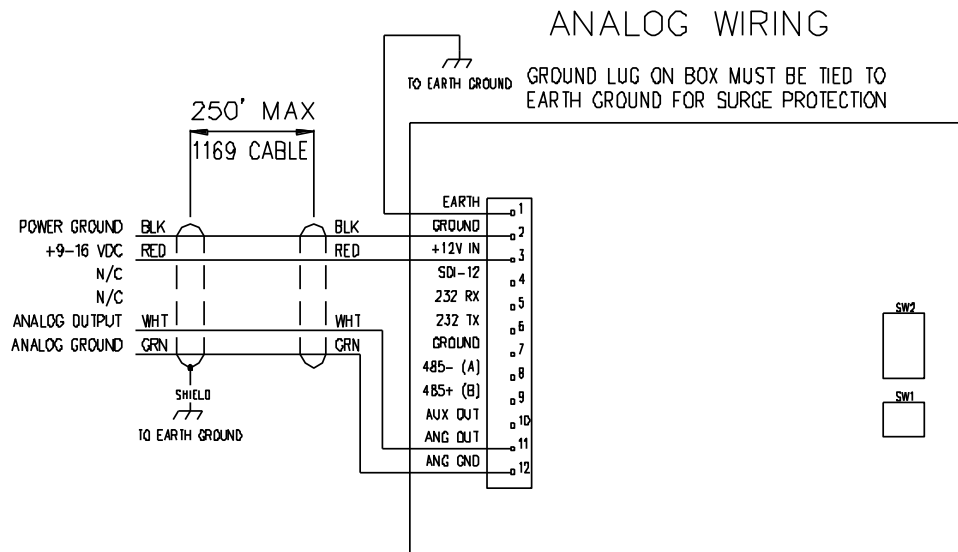 ANALOG WIRING
TO EARTH GROUND
GROUND LUG ON BOX MUST BE TIED TO
EARTH GROUND FOR SURGE PROTECTION
250' MAX
1169 CABLE
POWER GROUND BLK BLK
+9-16 VDC RED RED
N/C
N/C
ANALOG OUTPUT WHT WHT
ANALOG GROUND GRN GRN
SHIELD
TO EARTH GROUND
EARTH 1
GROUND 2
+12V IN 3
SDI-12 4
232 RX 5
232 TX 6
GROUND 7
485- (A) 8
485+ (B) 9
AUX OUT 10
ANG OUT 11
ANG GND 12
SW2
SW1